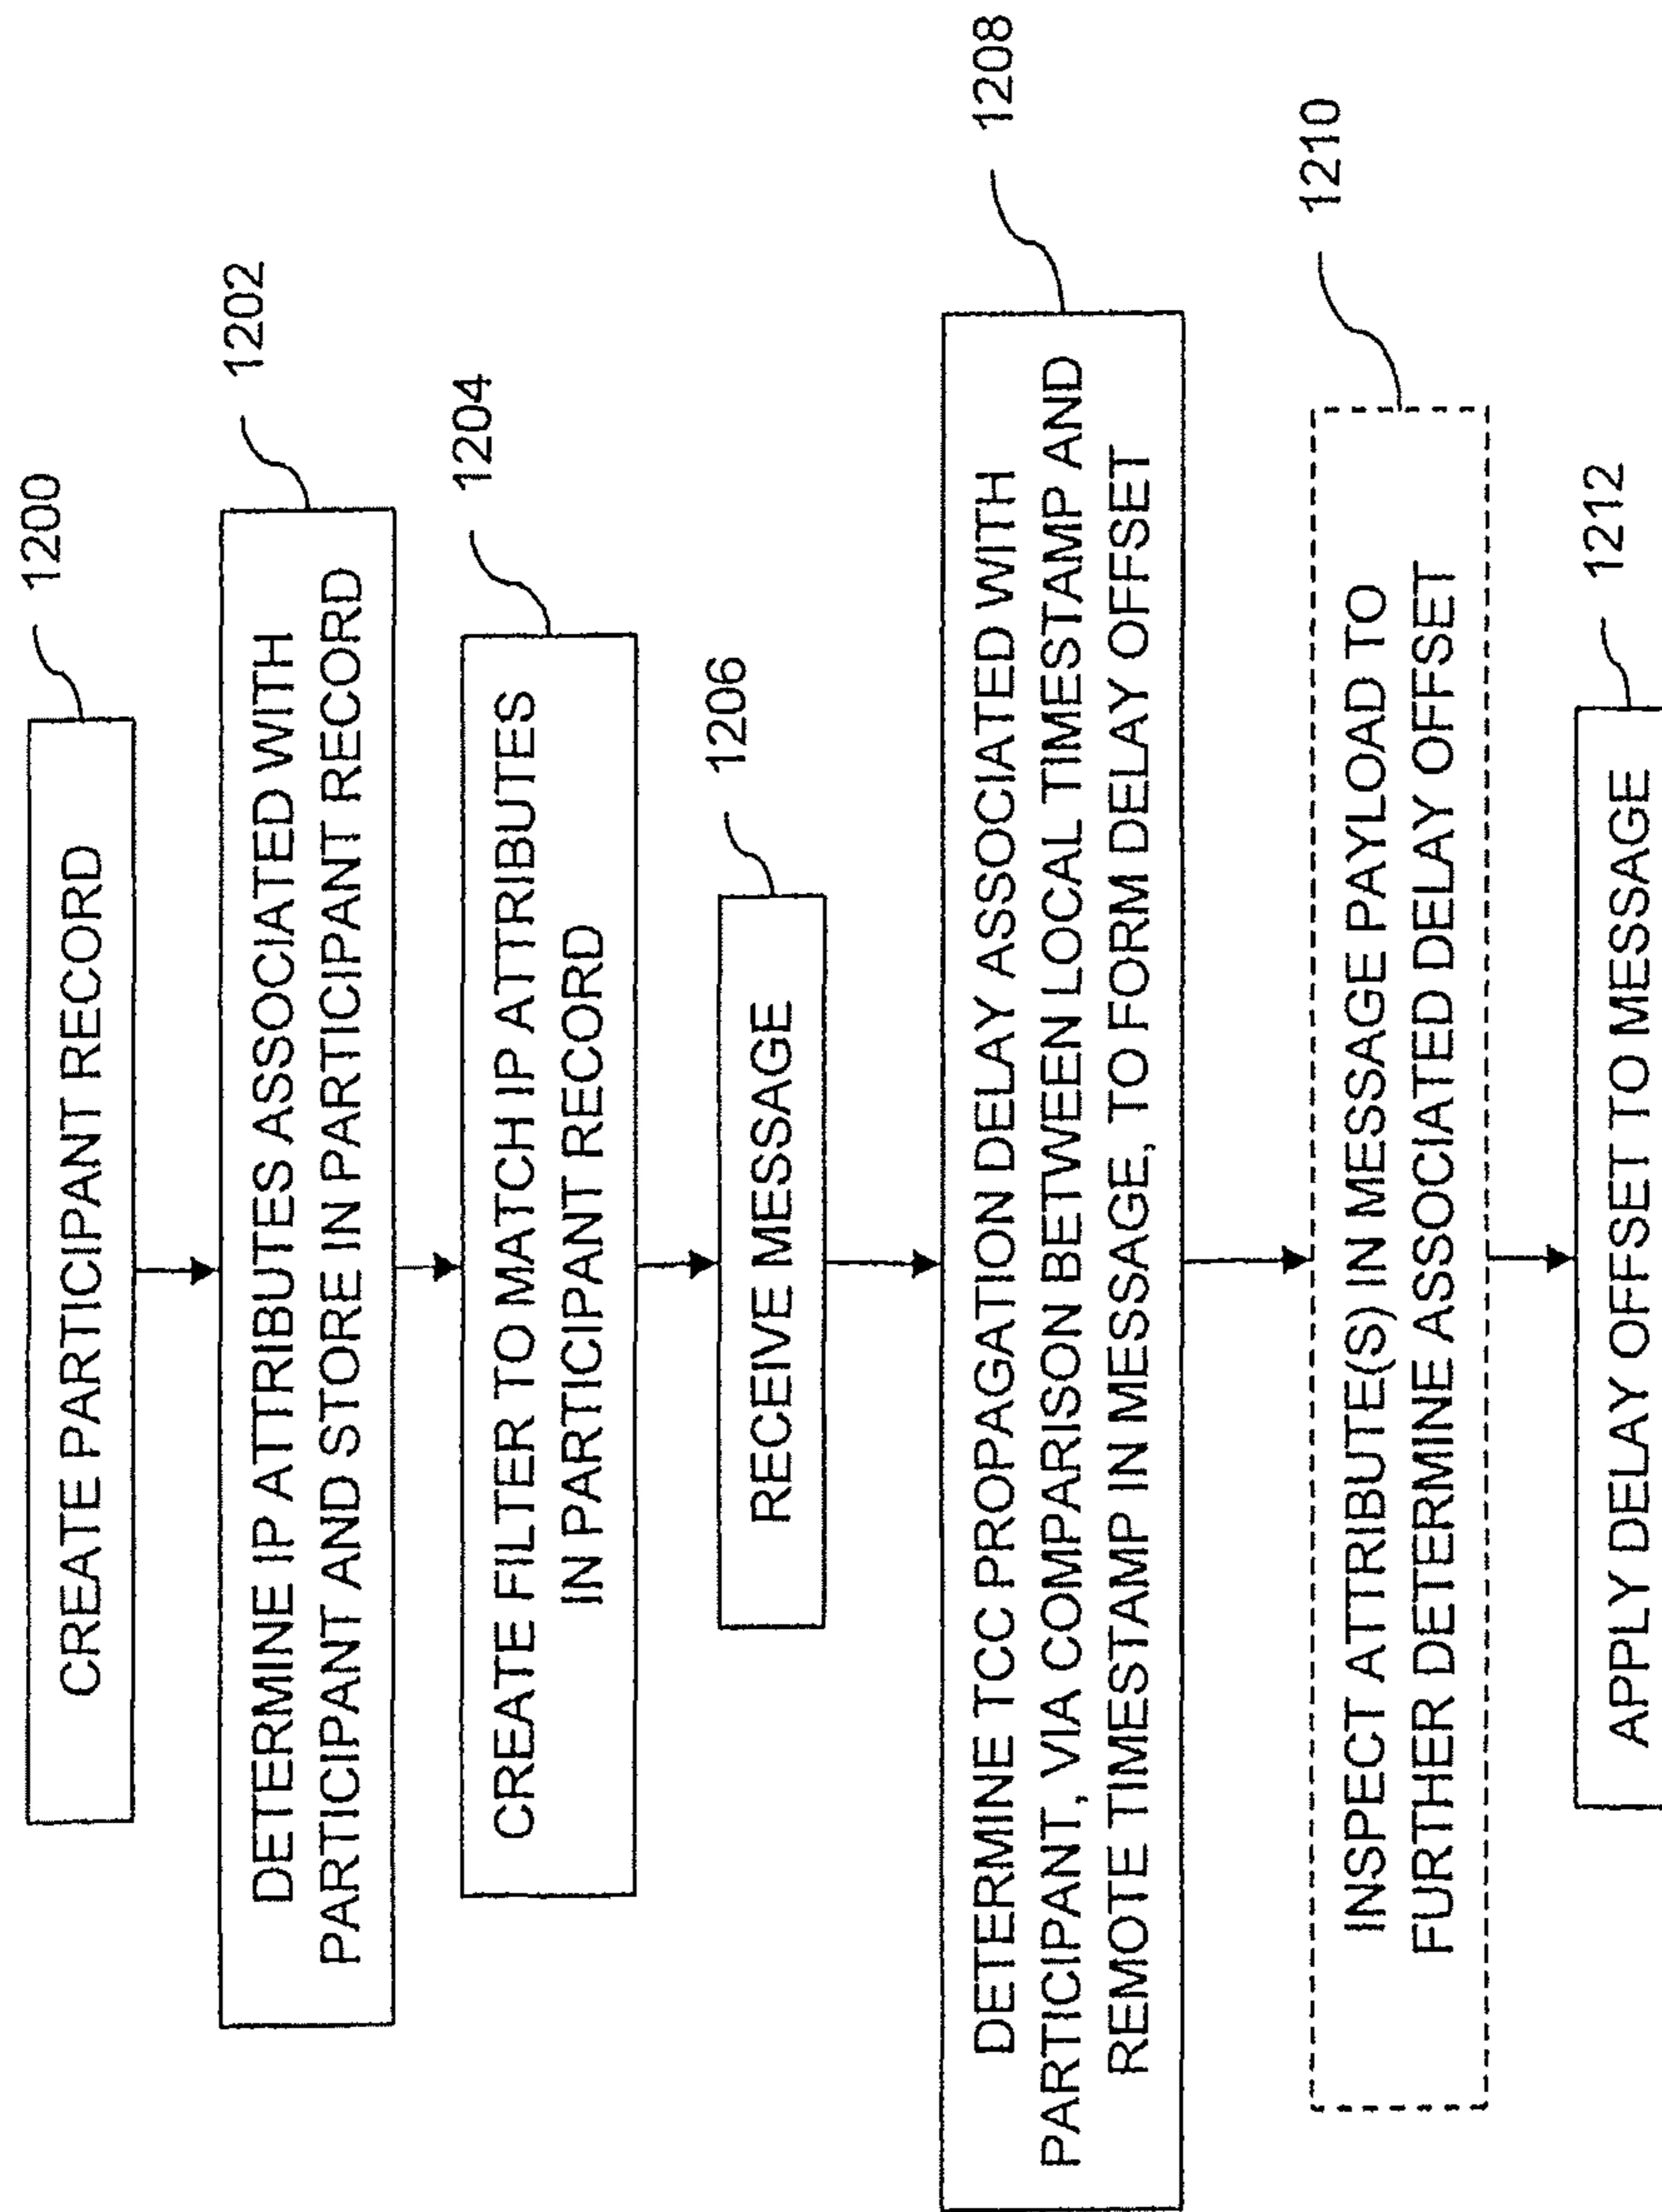 1200
CREATE PARTICIPANT RECORD
1202
DETERMINE IP ATTRIBUTES ASSOCIATED WITH
PARTICIPANT AND STORE IN PARTICIPANT RECORD
1204
CREATE FILTER TO MATCH IP ATTRIBUTES
IN PARTICIPANT RECORD
1206
RECEIVE MESSAGE
1208
DETERMINE TCC PROPAGATION DELAY ASSOCIATED WITH
PARTICIPANT, VIA COMPARISON BETWEEN LOCAL TIMESTAMP AND
REMOTE TIMESTAMP IN MESSAGE, TO FORM DELAY OFFSET
1210
INSPECT ATTRIBUTE(S) IN MESSAGE PAYLOAD TO
FURTHER DETERMINE ASSOCIATED DELAY OFFSET
1212
APPLY DELAY OFFSET TO MESSAGE